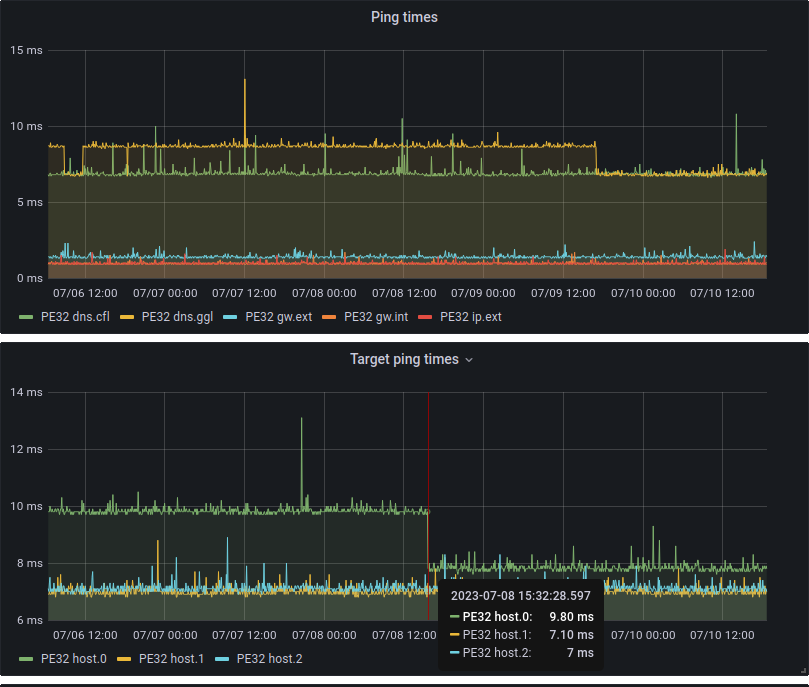 Ping times
15 ms
10 ms
5 ms
0 ms
07/06 12:00 07/07 00:00 07/07 12:00 07/08 00:00 07/08 12:00 07/09 00:00 07/09 12:00 07/10 00:00 07/10 12:00
PE32 dns.cfl PE32 dns.ggl PE32 gw.ext PE32 gw.int PE32 ip.ext
Target ping times
14 ms
12 ms
10 ms
8 ms
6 ms
07/06 12:00 07/07 00:00 07/07 12:00 07/08 00:00 07/08 12:00 07/10 00:00 07/10 12:00
2023-07-08 15:32:28.597
PE32 host.0: 9.80 ms
PE32 host.1: 7.10 ms
PE32 host.2: 7 ms
PE32 host.0 PE32 host.1 PE32 host.2